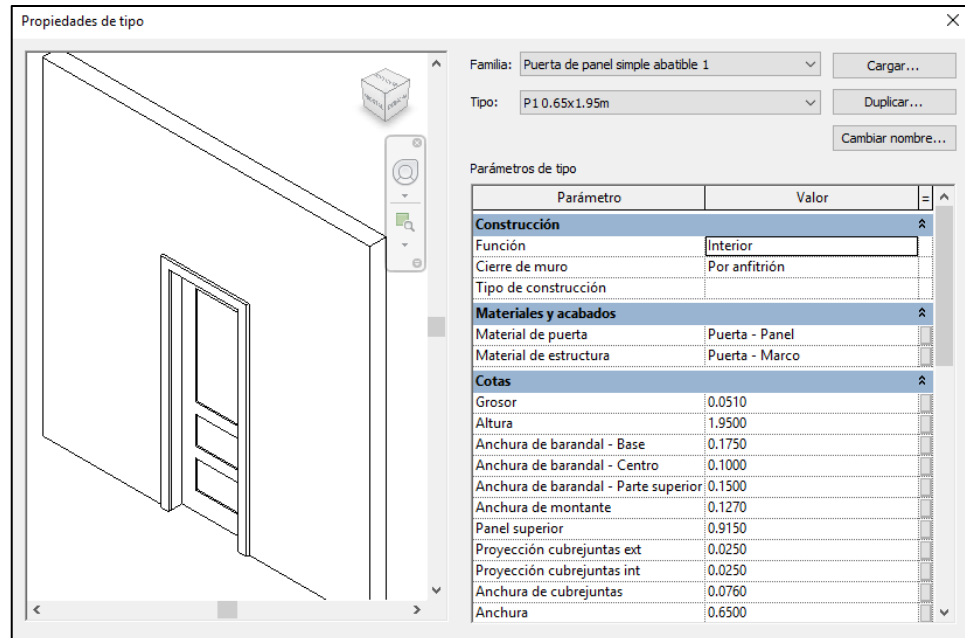 Propiedades de tipo
Familia: Puerta de panel simple abatible 1 Cargar...
Tipo: P1 0.65x1.95m Duplicar...
Cambiar nombre...
Parámetros de tipo
Parámetro Valor =
Construcción
Función Interior
Cierre de muro Por anfitrión
Tipo de construcción
Materiales y acabados
Material de puerta Puerta - Panel
Material de estructura Puerta - Marco
Cotas
Grosor 0.0510
Altura 1.9500
Anchura de barandal - Base 0.1750
Anchura de barandal - Centro 0.1000
Anchura de barandal - Parte superior 0.1500
Anchura de montante 0.1270
Panel superior 0.9150
Proyección cubrejuntas ext 0.0250
Proyección cubrejuntas int 0.0250
Anchura de cubrejuntas 0.0760
Anchura 0.6500